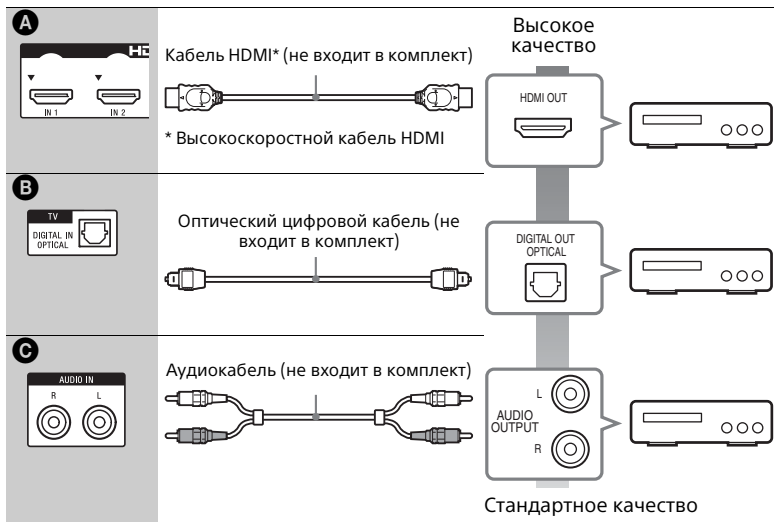 A
HD
IN 1
IN 2
Кабель HDMI* (не входит в комплект)
* Высокоскоростной кабель HDMI
Высокое
качество
HDMI OUT
B
TV
DIGITAL IN
OPTICAL
Оптический цифровой кабель (не
входит в комплект)
DIGITAL OUT
OPTICAL
C
AUDIO IN
R
L
Аудиокабель (не входит в комплект)
L
AUDIO
OUTPUT
R
Стандартное качество